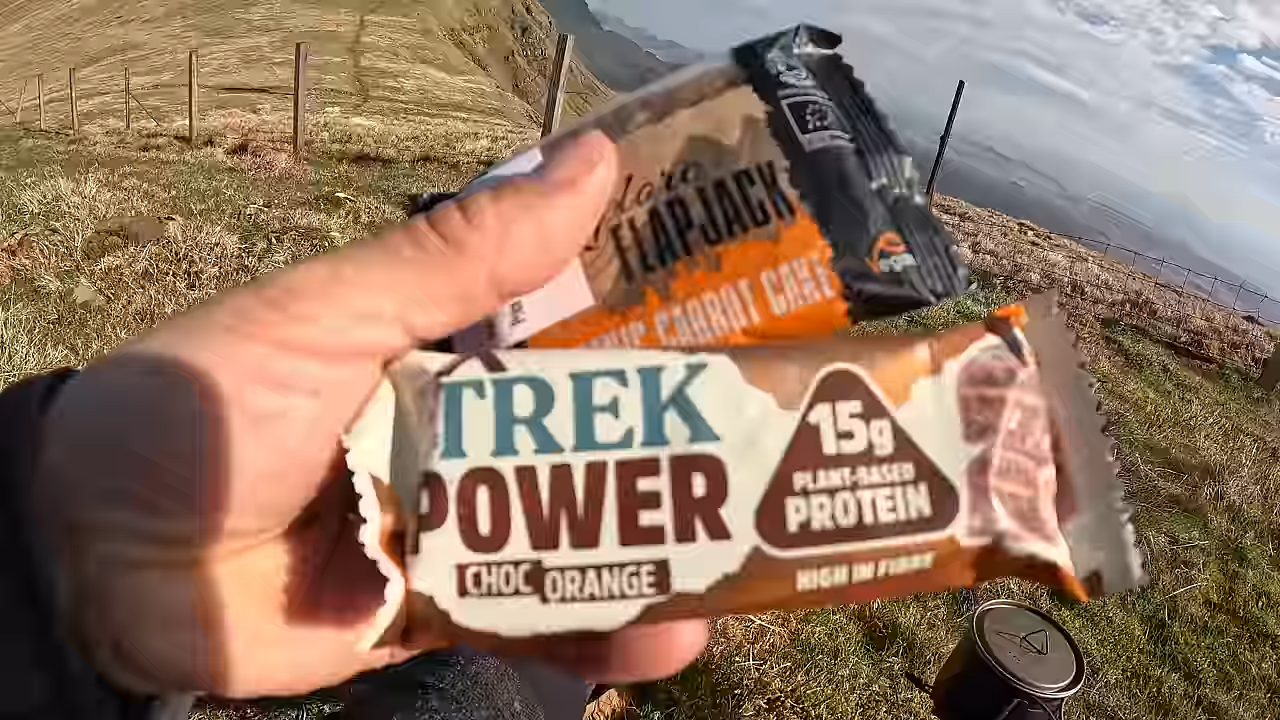 FLAPJACK
CARROT CAKE
TREK
POWER
CHOC ORANGE
15g
PLANT-BASED
PROTEIN
HIGH IN FIBRE